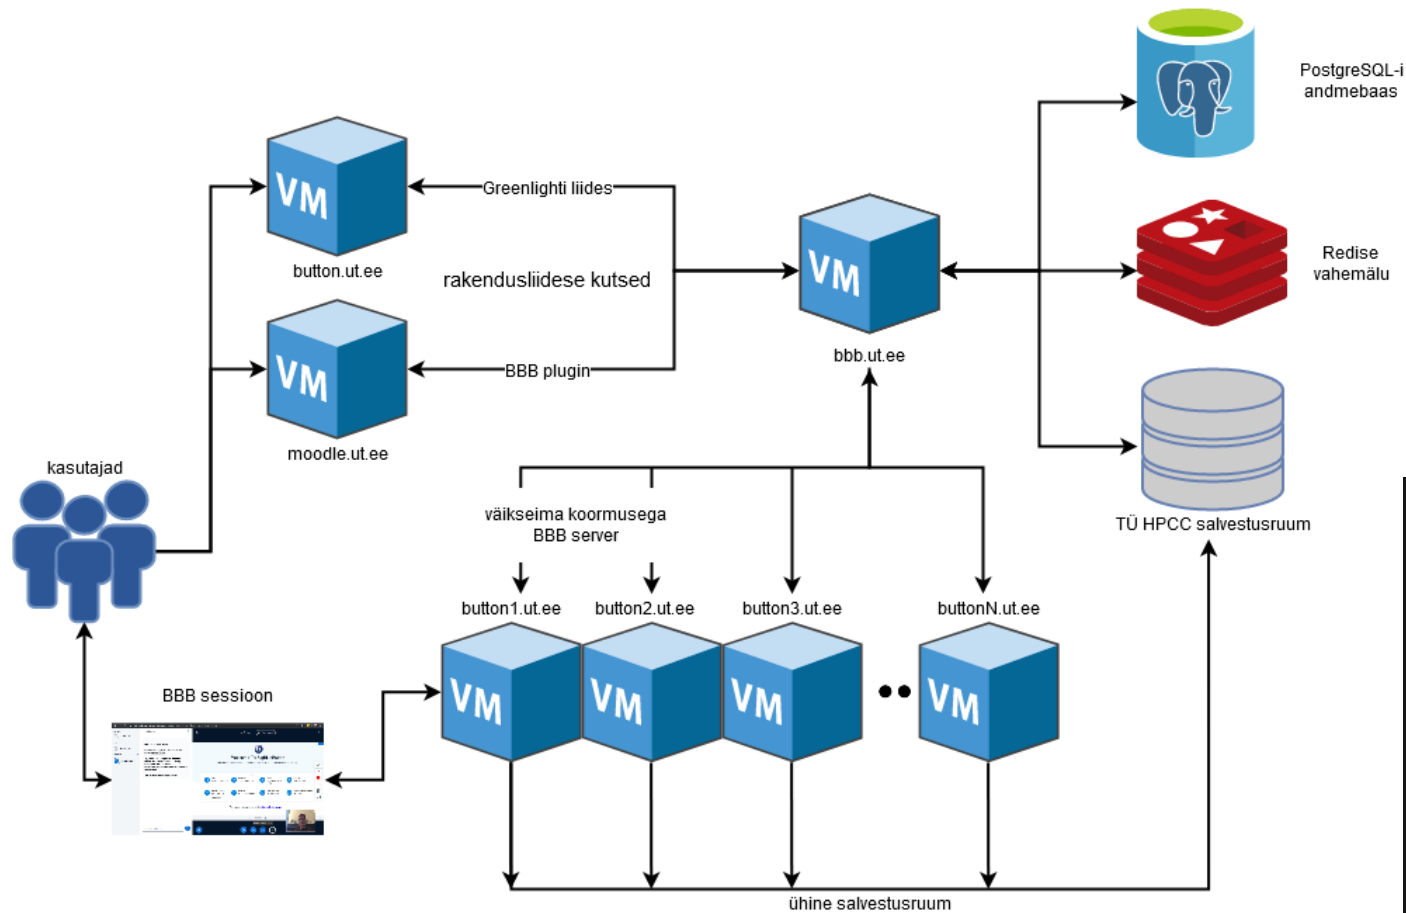 PostgreSQL-i
andmebaas
VM
Greenlighti liides
button.ut.ee
rakendusliidese kutsed
VM
Redise
vahemälu
VM
BBB plugin
bbb.ut.ee
moodle.ut.ee
kasutajad
väikseima koormusega
BBB server
TÜ HPCC salvestusruum
button1.ut.ee
button2.ut.ee
button3.ut.ee
buttonN.ut.ee
VM
VM
VM
VM
BBB sessioon
ühine salvestusruum